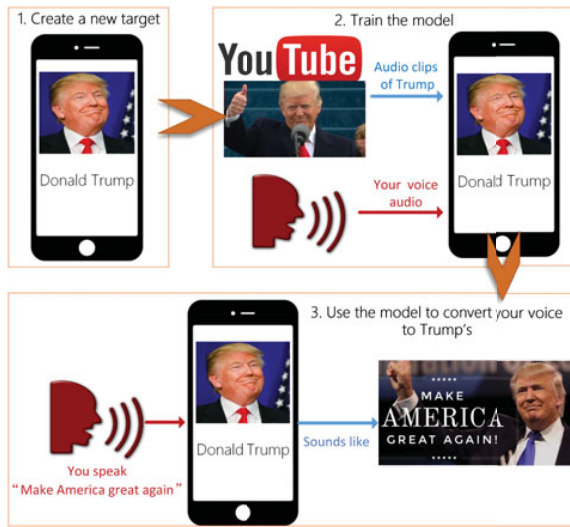 1. Create a new target
Donald Trump
2. Train the model
YouTube
Audio clips
of Trump
Your voice
audio
Donald Trump
3. Use the model to convert your voice
to Trump's
You speak
“Make America great again”
Donald Trump
Sounds like
MAKE
AMERICA
GREAT AGAIN!